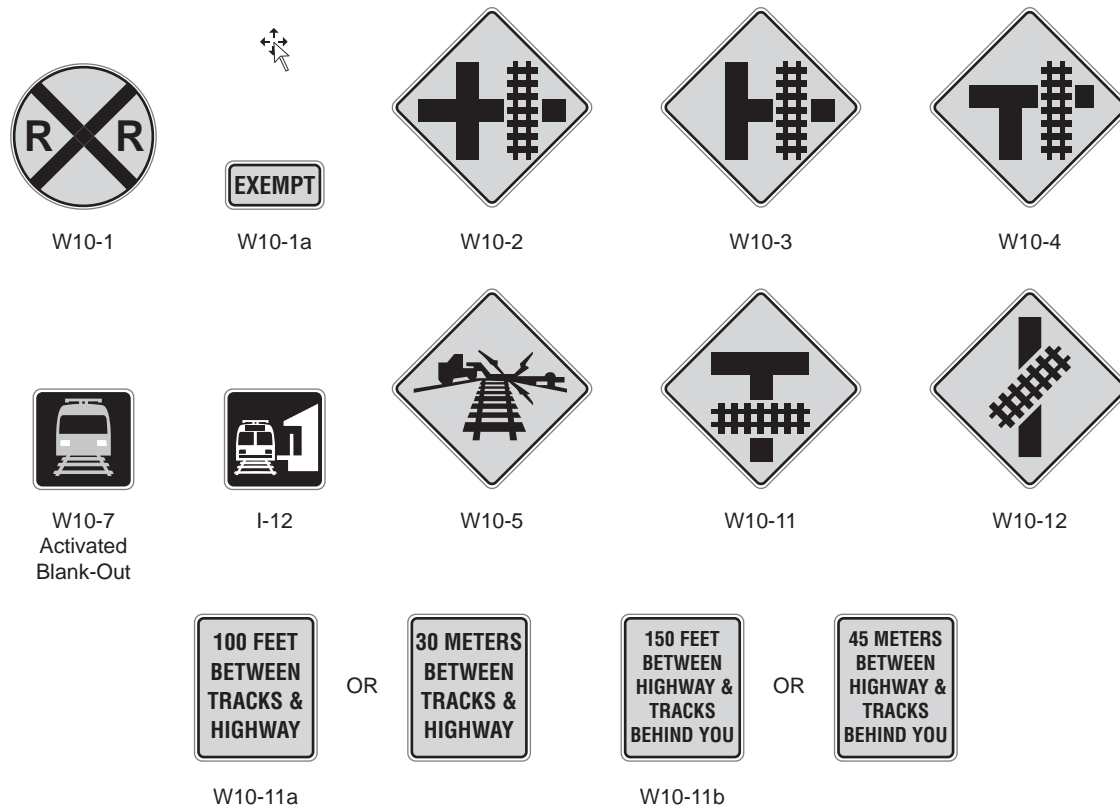 R R
EXEMPT
W10-1
W10-1a
W10-2
W10-3
W10-4
W10-7
Activated
Blank-Out
I-12
W10-5
W10-11
W10-12
100 FEET
BETWEEN
TRACKS &
HIGHWAY
OR
30 METERS
BETWEEN
TRACKS &
HIGHWAY
150 FEET
BETWEEN
HIGHWAY &
TRACKS
BEHIND YOU
OR
45 METERS
BETWEEN
HIGHWAY &
TRACKS
BEHIND YOU
W10-11a
W10-11b